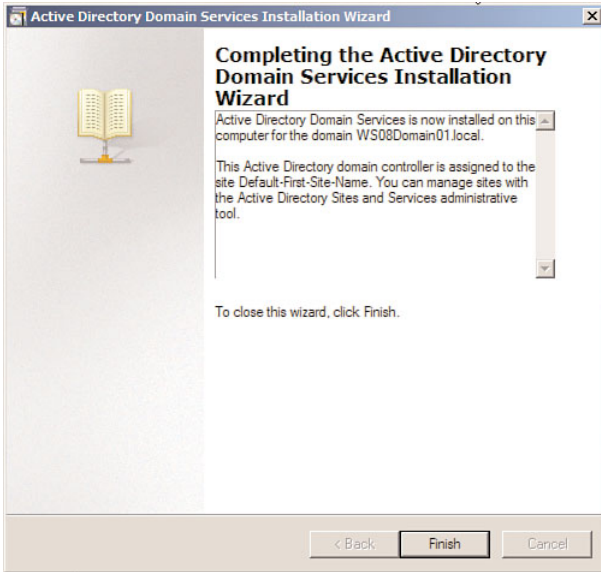 Active Directory Domain Services Installation Wizard
Completing the Active Directory
Domain Services Installation
Wizard
Active Directory Domain Services is now installed on this
computer for the domain WS08Domain01.local.
This Active Directory domain controller is assigned to the
site Default-First-Site-Name. You can manage sites with
the Active Directory Sites and Services administrative
tool.
To close this wizard, click Finish.
< Back
Finish
Cancel